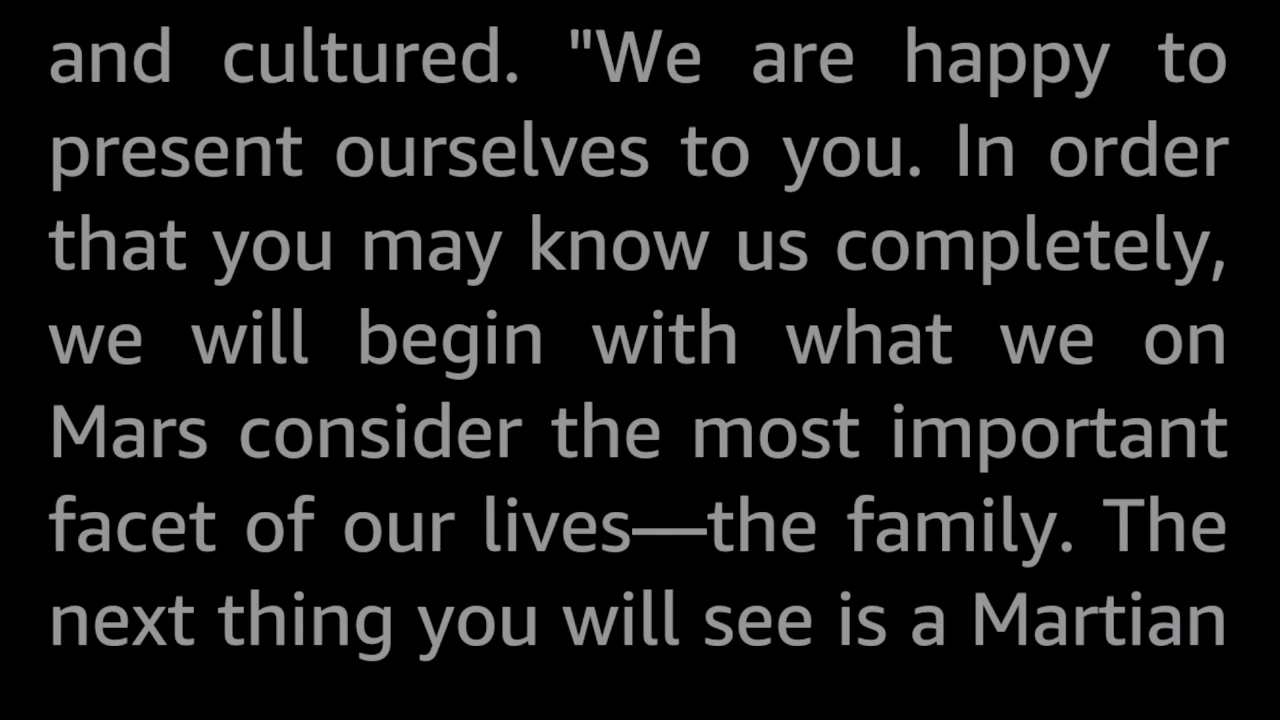 and cultured. "We are happy to
present ourselves to you. In order
that you may know us completely,
we will begin with what we on
Mars consider the most important
facet of our lives—the family. The
next thing you will see is a Martian